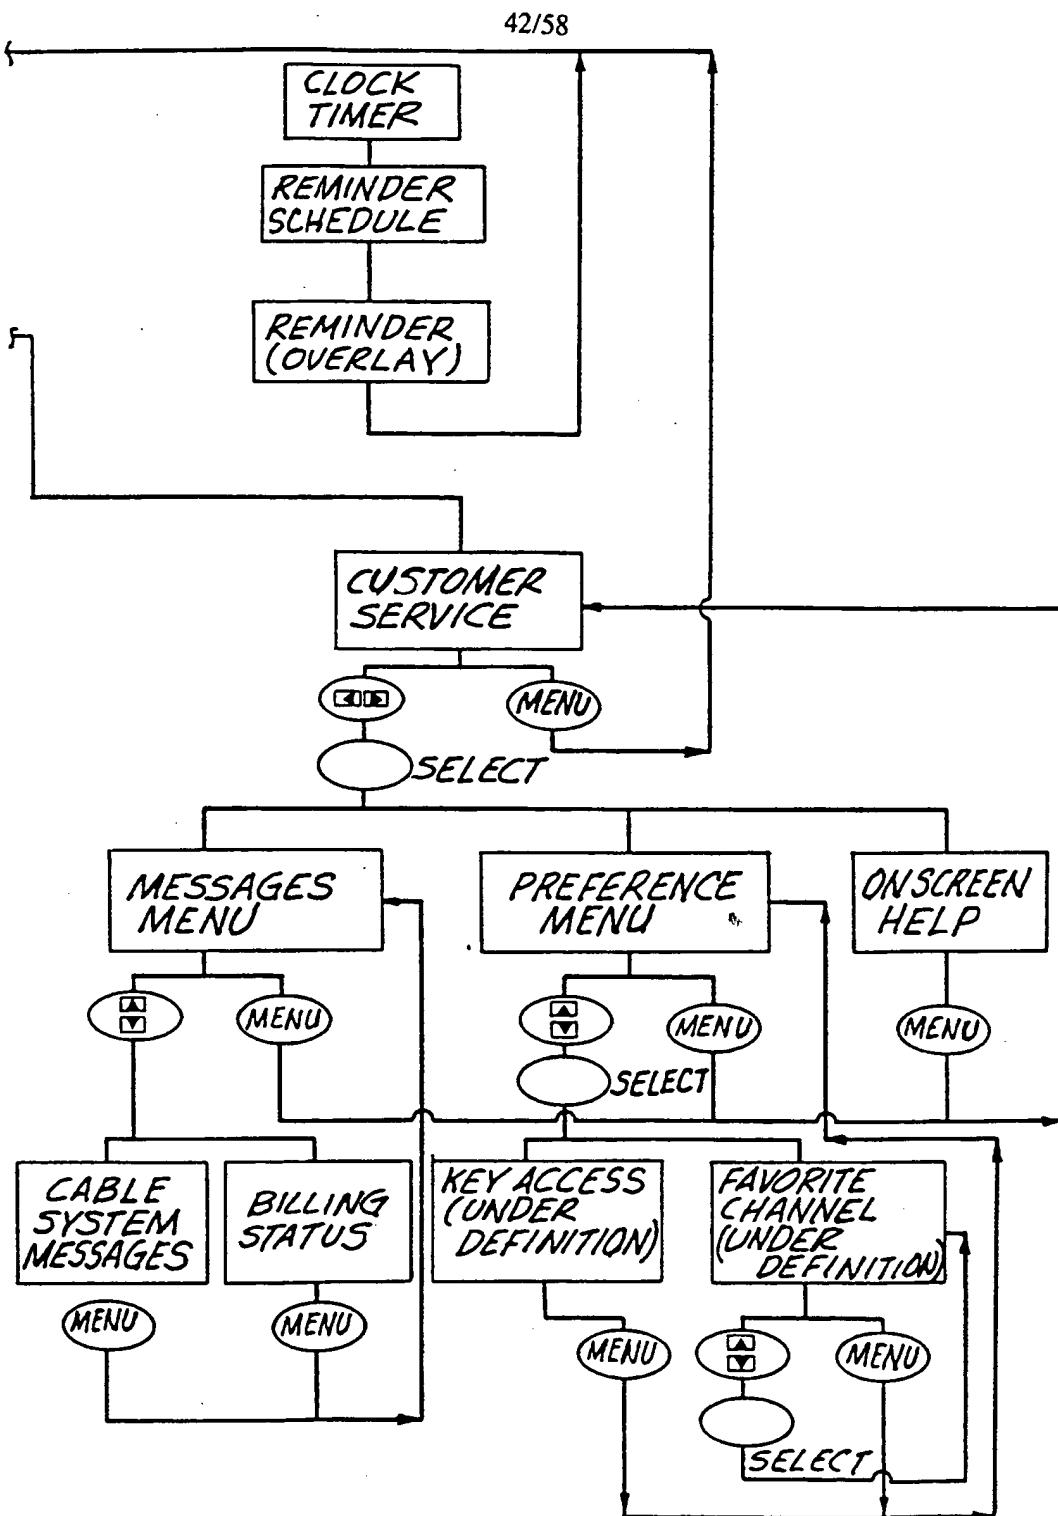 42/58
CLOCK
TIMER
REMINDER
SCHEDULE
REMINDER
(OVERLAY)
CUSTOMER
SERVICE
MENU
SELECT
MESSAGES
MENU
PREFERENCE
MENU
ONSCREEN
HELP
MENU
MENU
MENU
SELECT
CABLE
SYSTEM
MESSAGES
BILLING
STATUS
KEY ACCESS
(UNDER
DEFINITION)
FAVORITE
CHANNEL
(UNDER
DEFINITION)
MENU
MENU
MENU
MENU
SELECT